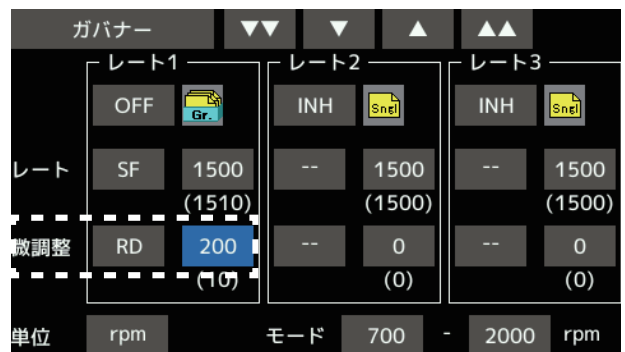 ガバナー ▼▼ ▼ ▲ ▲▲
レート1 レート2 レート3
OFF Gr. INH Sngl INH Sngl
レート SF 1500 -- 1500 -- 1500
(1510) (1500) (1500)
微調整 RD 200 -- 0 -- 0
(10) (0) (0)
単位 rpm モード 700 - 2000 rpm